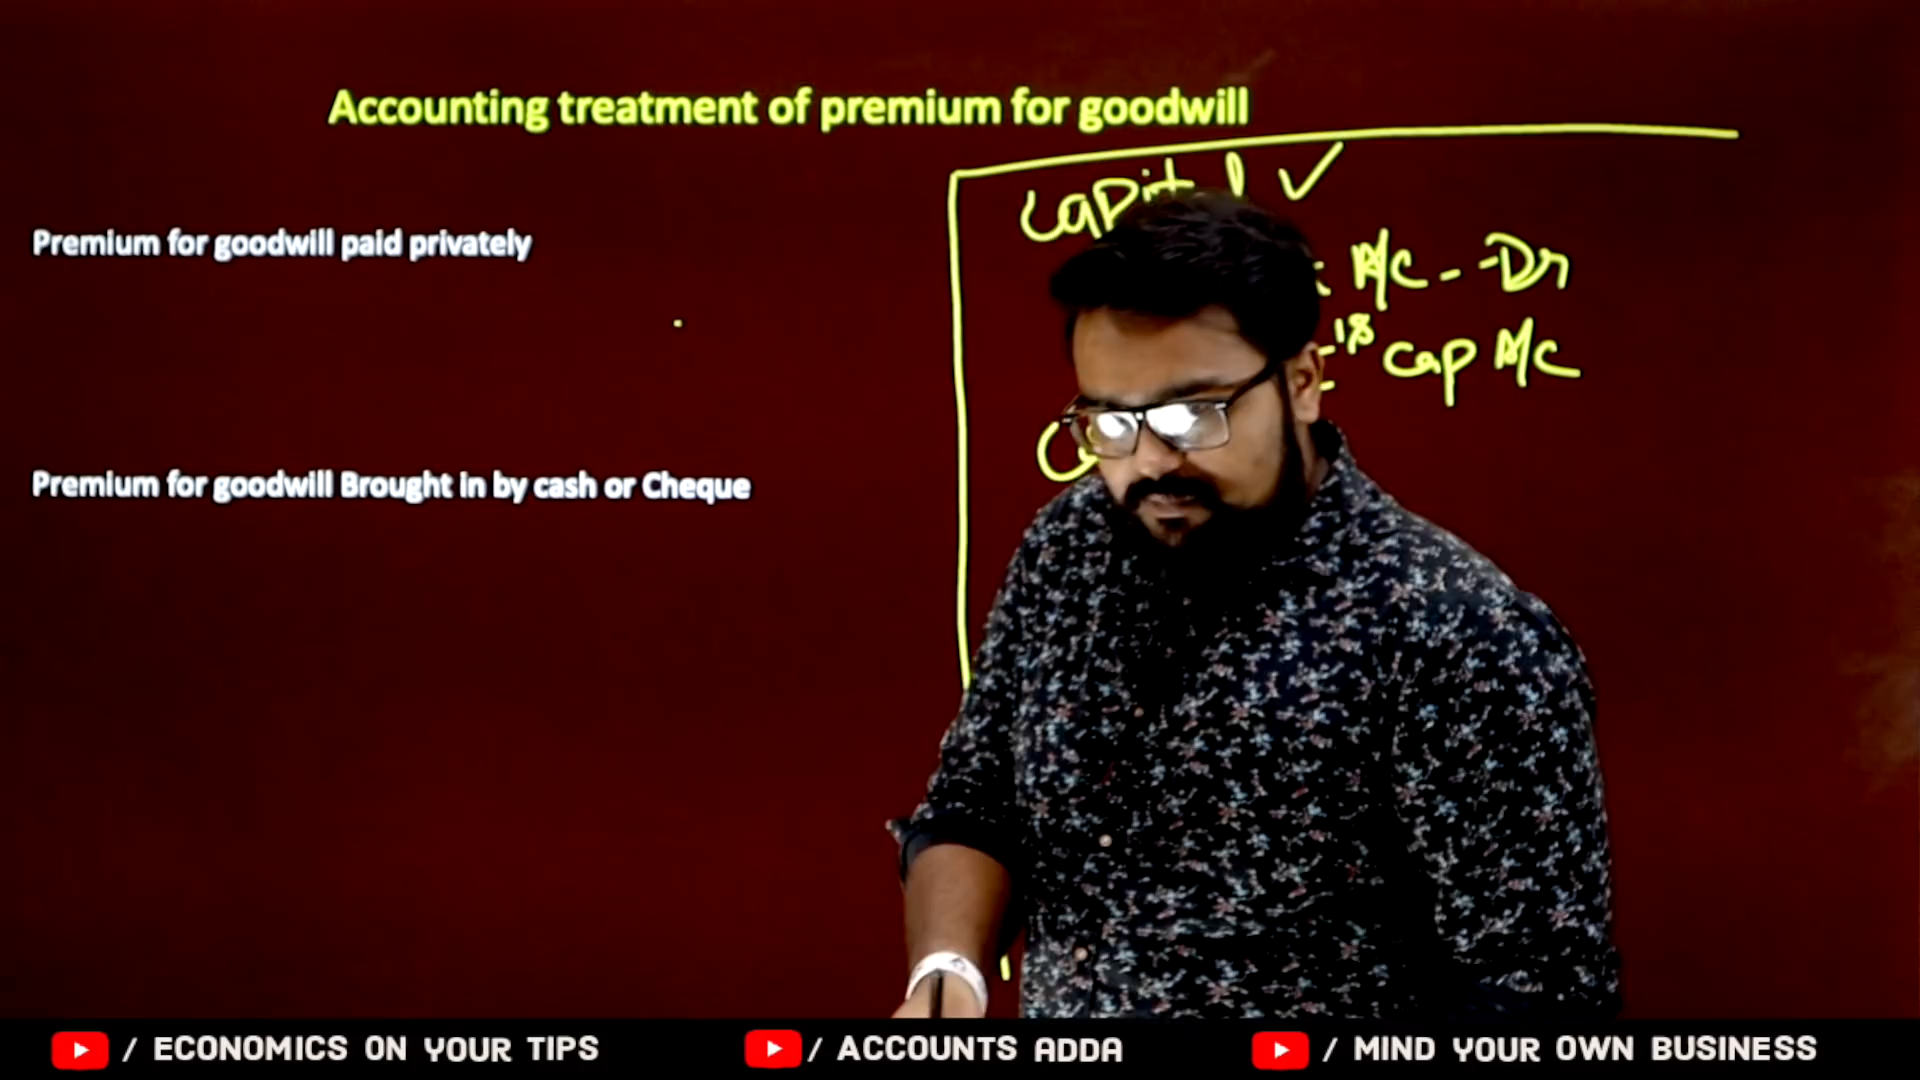 Accounting treatment of premium for goodwill
capital ✓
Premium for goodwill paid privately
A/C - - Dr
cap A/C
Premium for goodwill Brought in by cash or Cheque
/ ECONOMICS ON YOUR TIPS
/ ACCOUNTS ADDA
/ MIND YOUR OWN BUSINESS